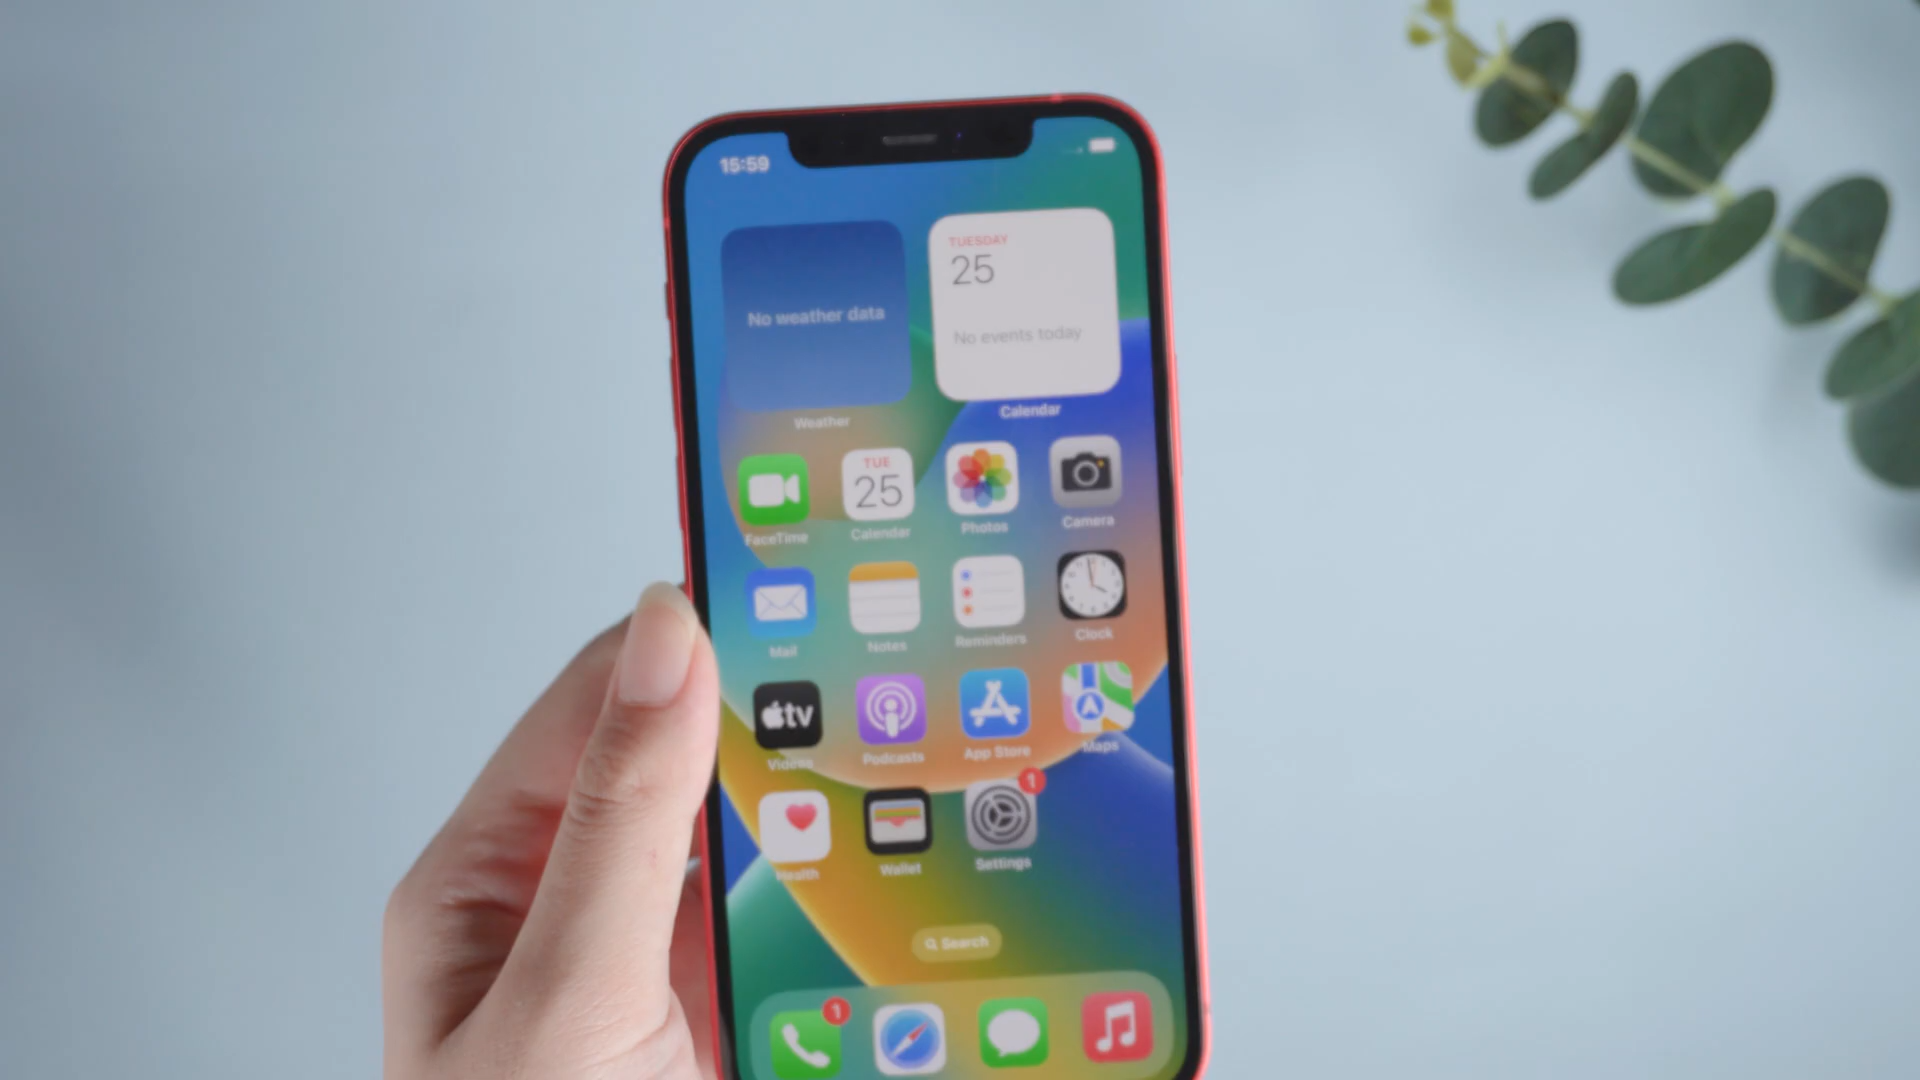 15:59
No weather data
Weather
TUESDAY
25
No events today
Calendar
FaceTime
TUE
25
Calendar
Photos
Camera
Mail
Notes
Reminders
Clock
tv
Videos
Podcasts
App Store
Maps
Health
Wallet
1
Settings
Search
1